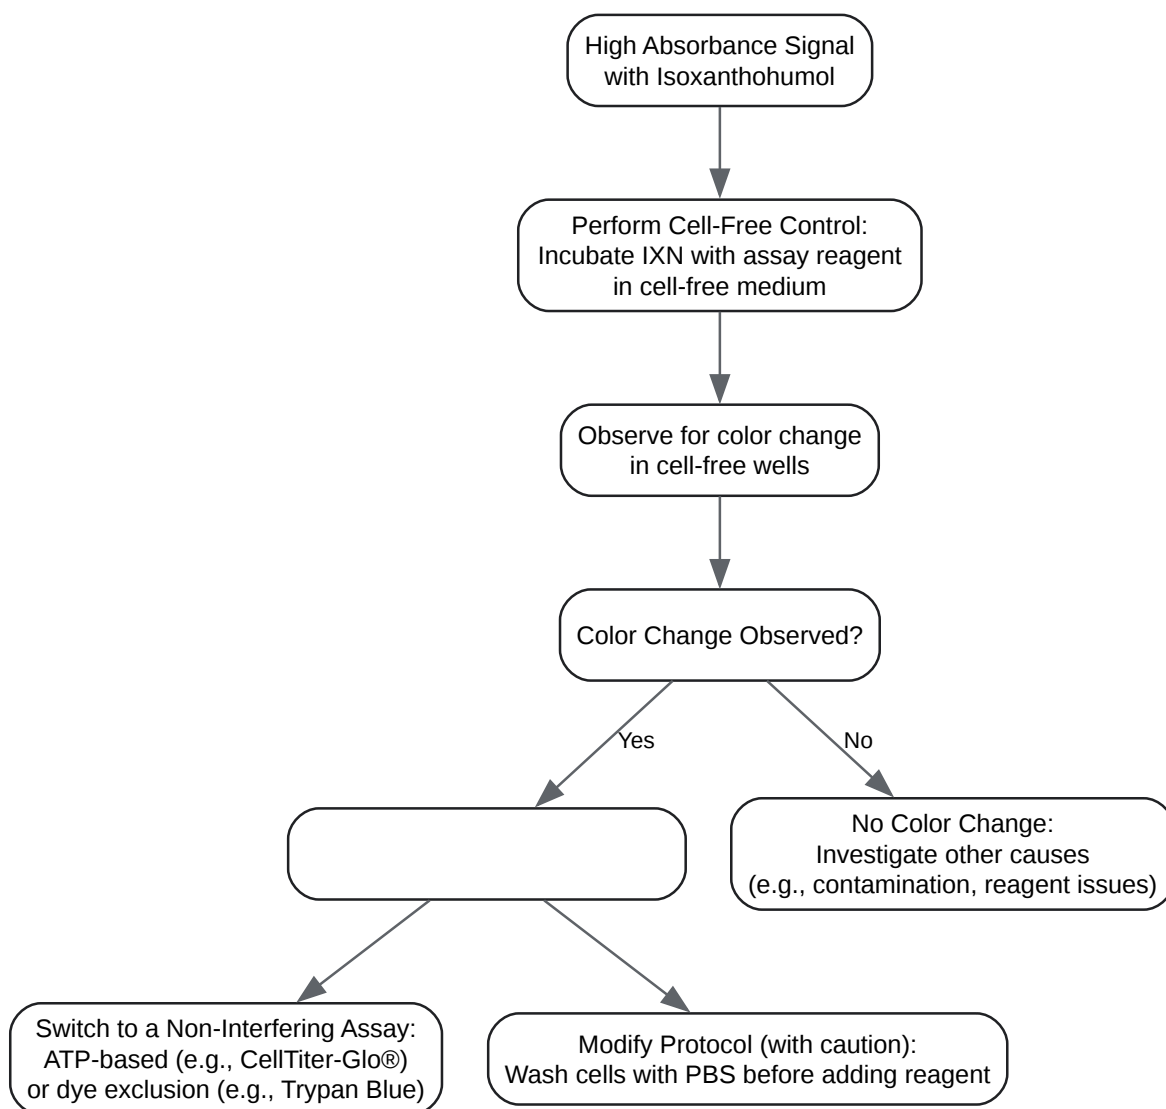 High Absorbance Signal
with Isoxanthohumol
Perform Cell-Free Control:
Incubate IXN with assay reagent
in cell-free medium
Observe for color change
in cell-free wells
Color Change Observed?
Yes
No
No Color Change:
Investigate other causes
(e.g., contamination, reagent issues)
Switch to a Non-Interfering Assay:
ATP-based (e.g., CellTiter-Glo®)
or dye exclusion (e.g., Trypan Blue)
Modify Protocol (with caution):
Wash cells with PBS before adding reagent